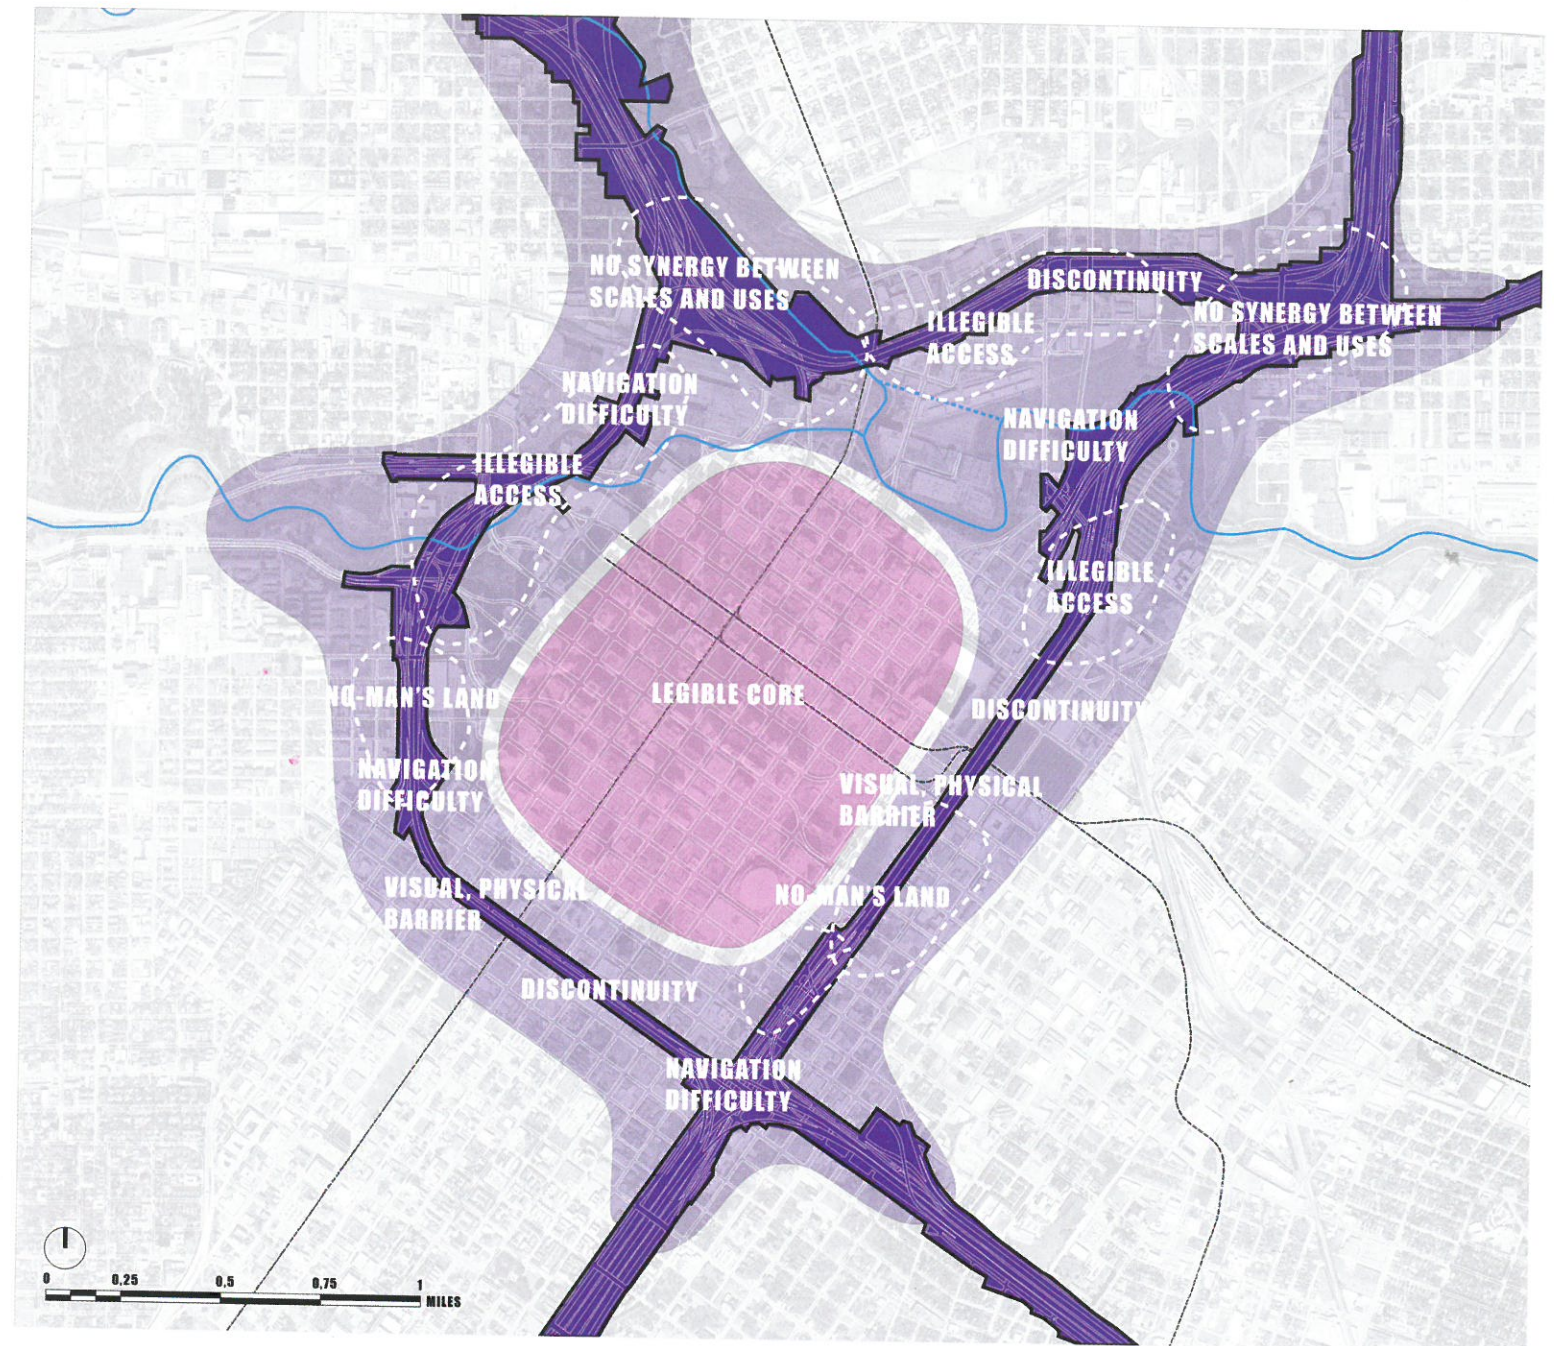 NO SYNERGY BETWEEN
SCALES AND USES
DISCONTINUITY
ILLEGIBLE
ACCESS
NO SYNERGY BETWEEN
SCALES AND USES
NAVIGATION
DIFFICULTY
NAVIGATION
DIFFICULTY
ILLEGIBLE
ACCESS
ILLEGIBLE
ACCESS
NO-MAN'S LAND
LEGIBLE CORE
DISCONTINUITY
NAVIGATION
DIFFICULTY
VISUAL, PHYSICAL
BARRIER
VISUAL, PHYSICAL
BARRIER
NO-MAN'S LAND
DISCONTINUITY
NAVIGATION
DIFFICULTY
0 0,25 0,5 0,75 1
MILES